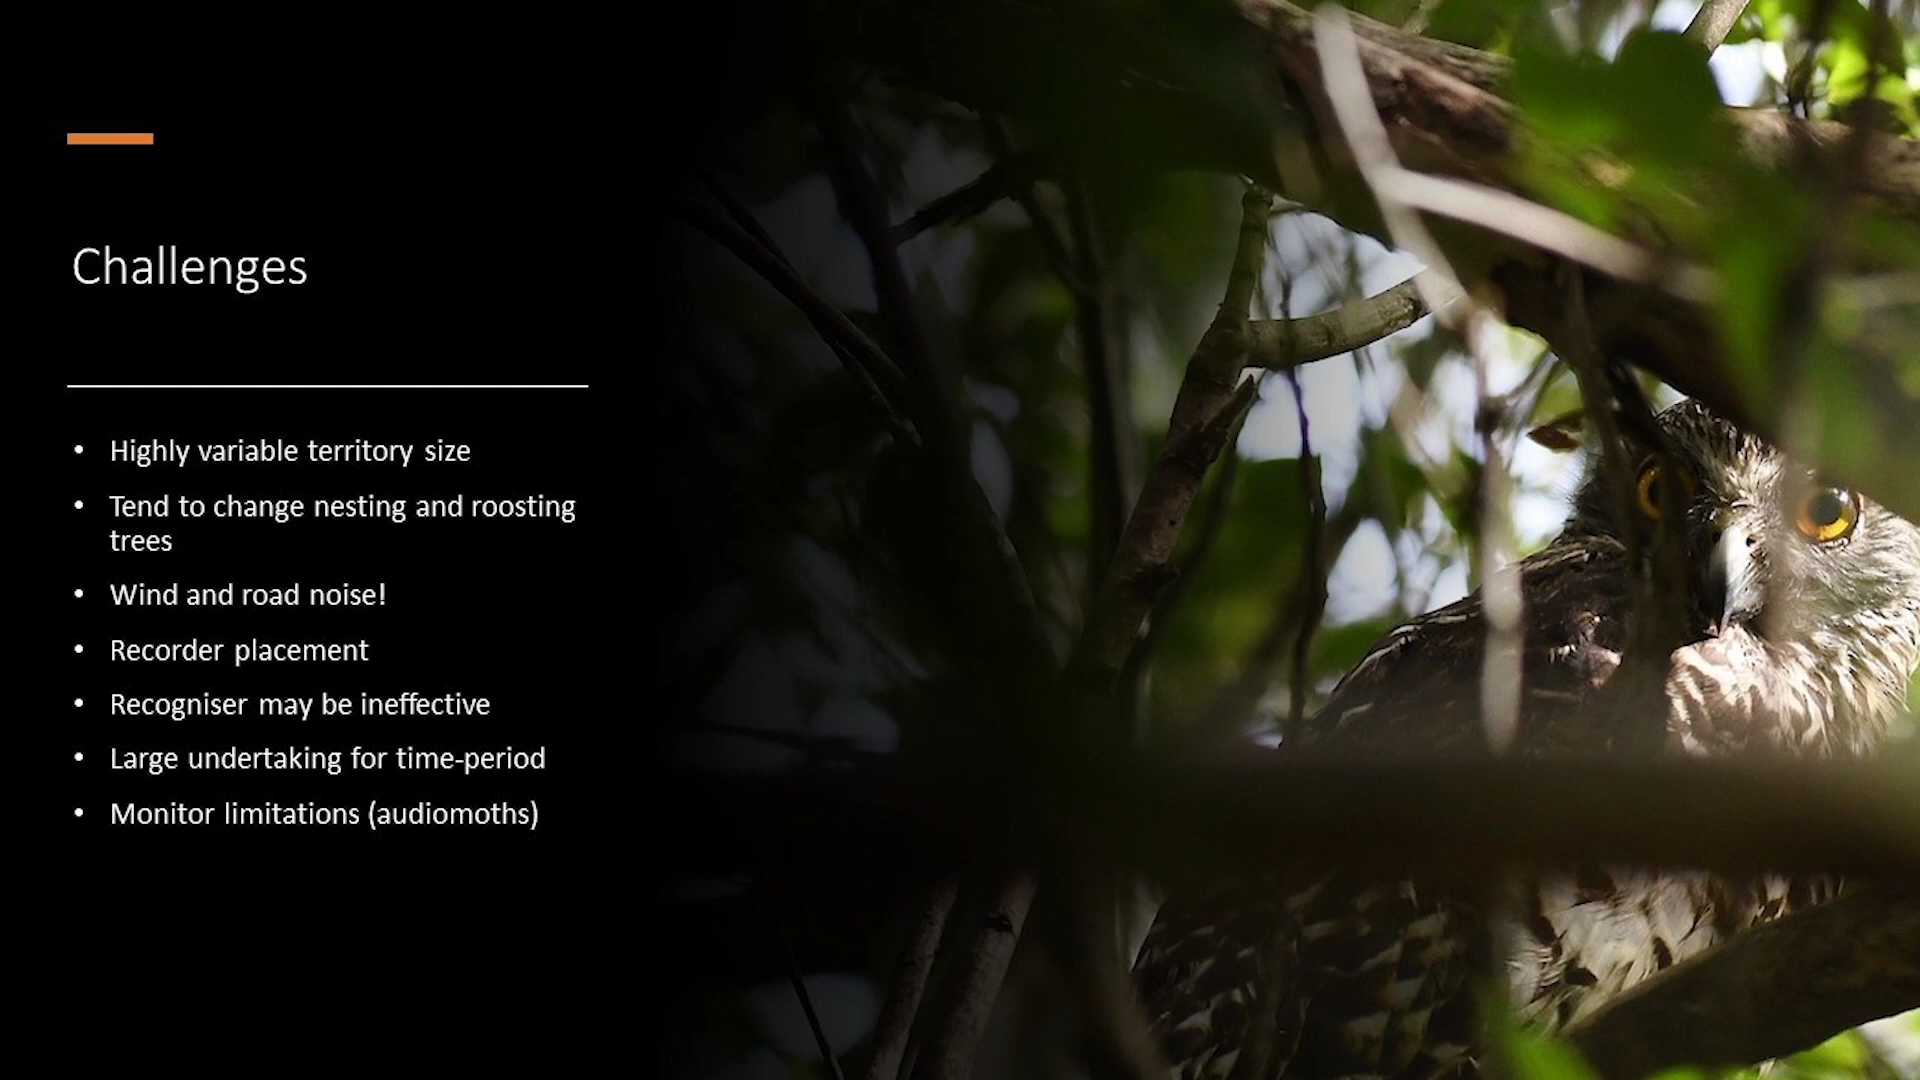 Challenges
• Highly variable territory size
• Tend to change nesting and roosting
trees
• Wind and road noise!
• Recorder placement
• Recogniser may be ineffective
• Large undertaking for time-period
• Monitor limitations (audiomoths)